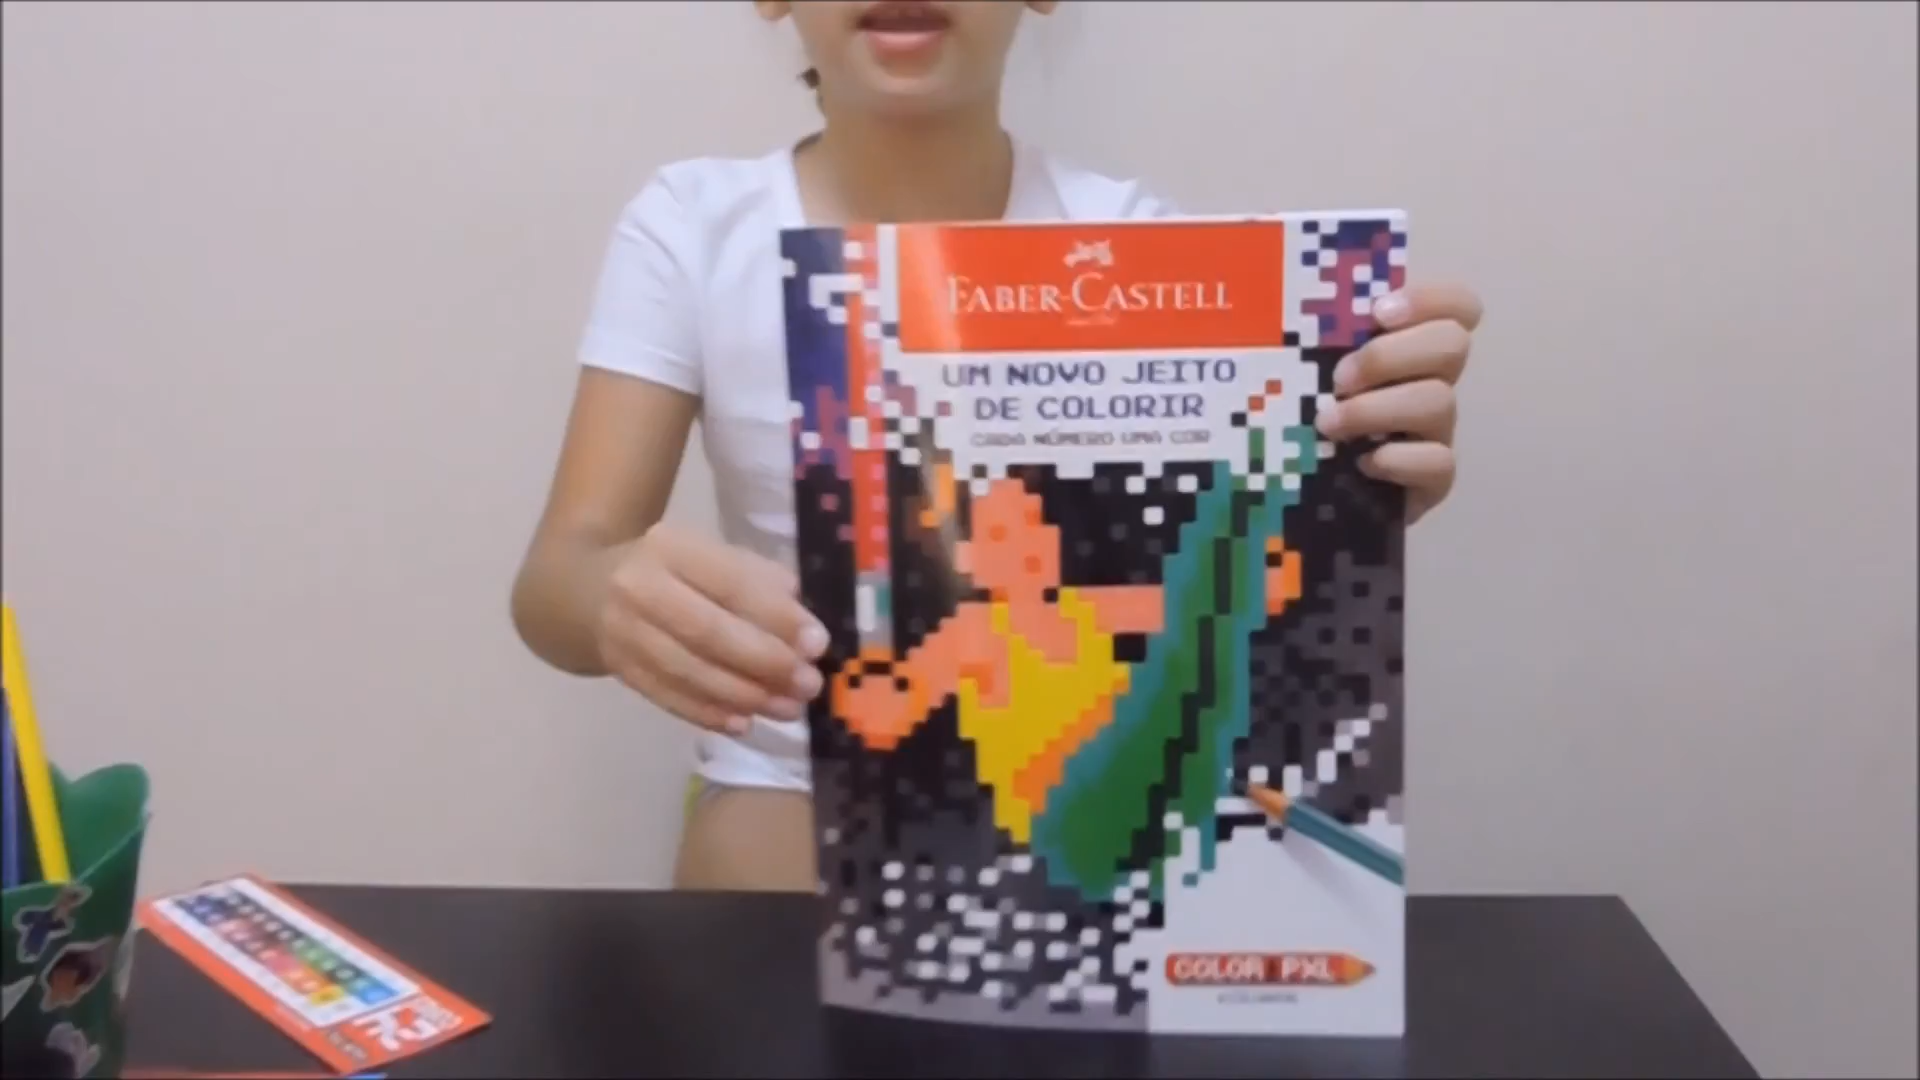 FABER-CASTELL
UM NOVO JEITO
DE COLORIR
CADA NÚMERO UMA COR
COLOR PXL